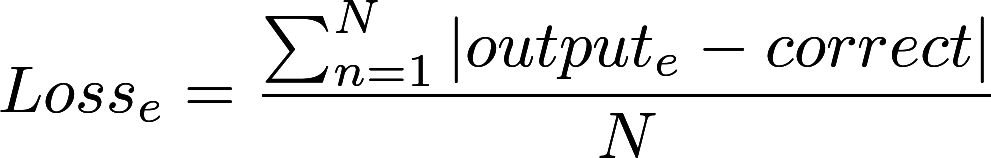 Loss_e = \frac{\sum_{n=1}^{N} |output_e - correct|}{N}